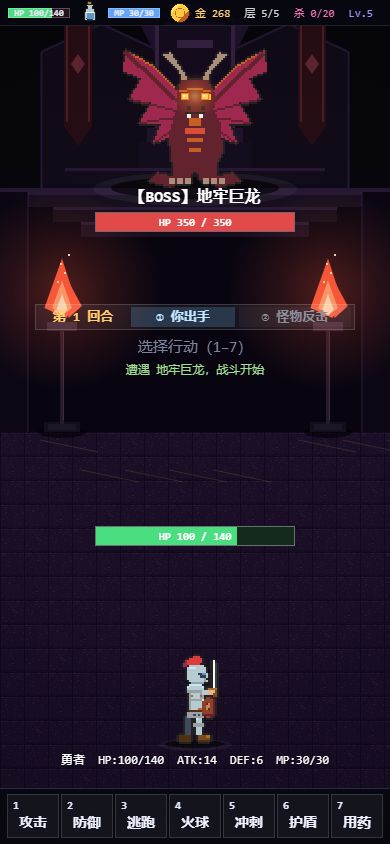 HP 100/140 MP 30/30 金 268 层 5/5 杀 0/20 Lv.5
【BOSS】地牢巨龙
HP 350 / 350
第 1 回合 ① 你出手 ② 怪物反击
选择行动 (1-7)
遭遇 地牢巨龙, 战斗开始
HP 100 / 140
勇者 HP:100/140 ATK:14 DEF:6 MP:30/30
1 2 3 4 5 6 7
攻击 防御 逃跑 火球 冲刺 护盾 用药